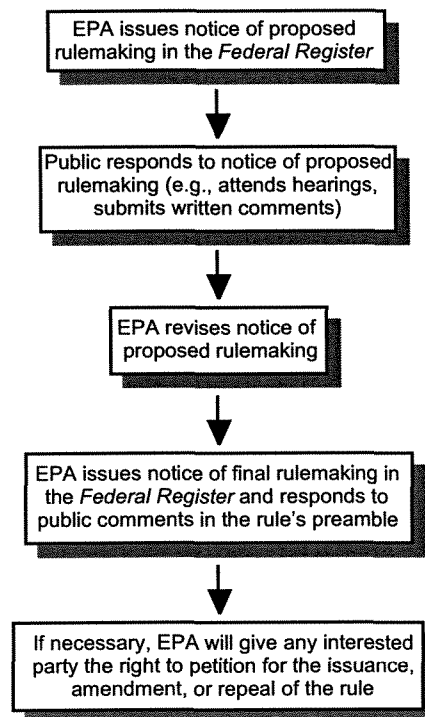 EPA issues notice of proposed
rulemaking in the Federal Register
Public responds to notice of proposed
rulemaking (e.g., attends hearings,
submits written comments)
EPA revises notice of
proposed rulemaking
EPA issues notice of final rulemaking in
the Federal Register and responds to
public comments in the rule's preamble
If necessary, EPA will give any interested
party the right to petition for the issuance,
amendment, or repeal of the rule